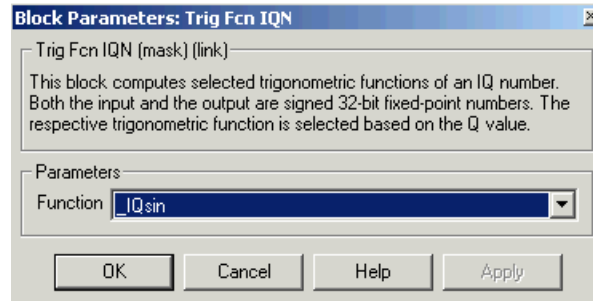 Block Parameters: Trig Fcn IQN
Trig Fcn IQN (mask) (link)
This block computes selected trigonometric functions of an IQ number.
Both the input and the output are signed 32-bit fixed-point numbers. The
respective trigonometric function is selected based on the Q value.
Parameters
Function _IQsin
OK Cancel Help Apply